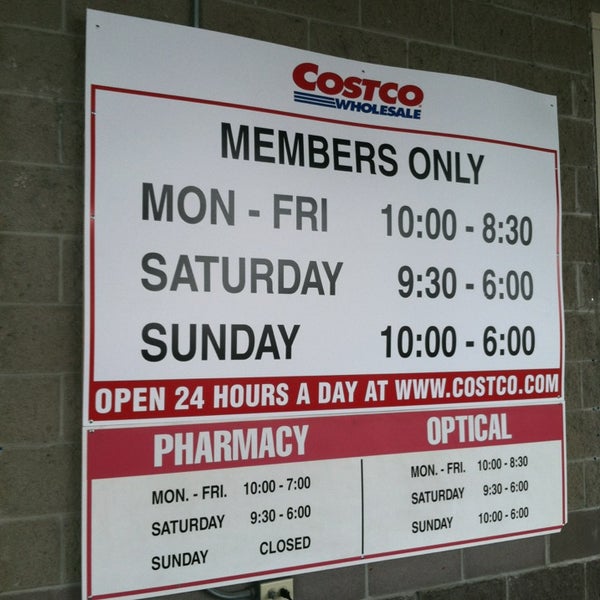 COSTCO
WHOLESALE
MEMBERS ONLY
MON - FRI 10:00 - 8:30
SATURDAY 9:30 - 6:00
SUNDAY 10:00 - 6:00
OPEN 24 HOURS A DAY AT WWW.COSTCO.COM
PHARMACY
MON. - FRI. 10:00 - 7:00
SATURDAY 9:30 - 6:00
SUNDAY CLOSED
OPTICAL
MON. - FRI. 10:00 - 8:30
SATURDAY 9:30 - 6:00
SUNDAY 10:00 - 6:00